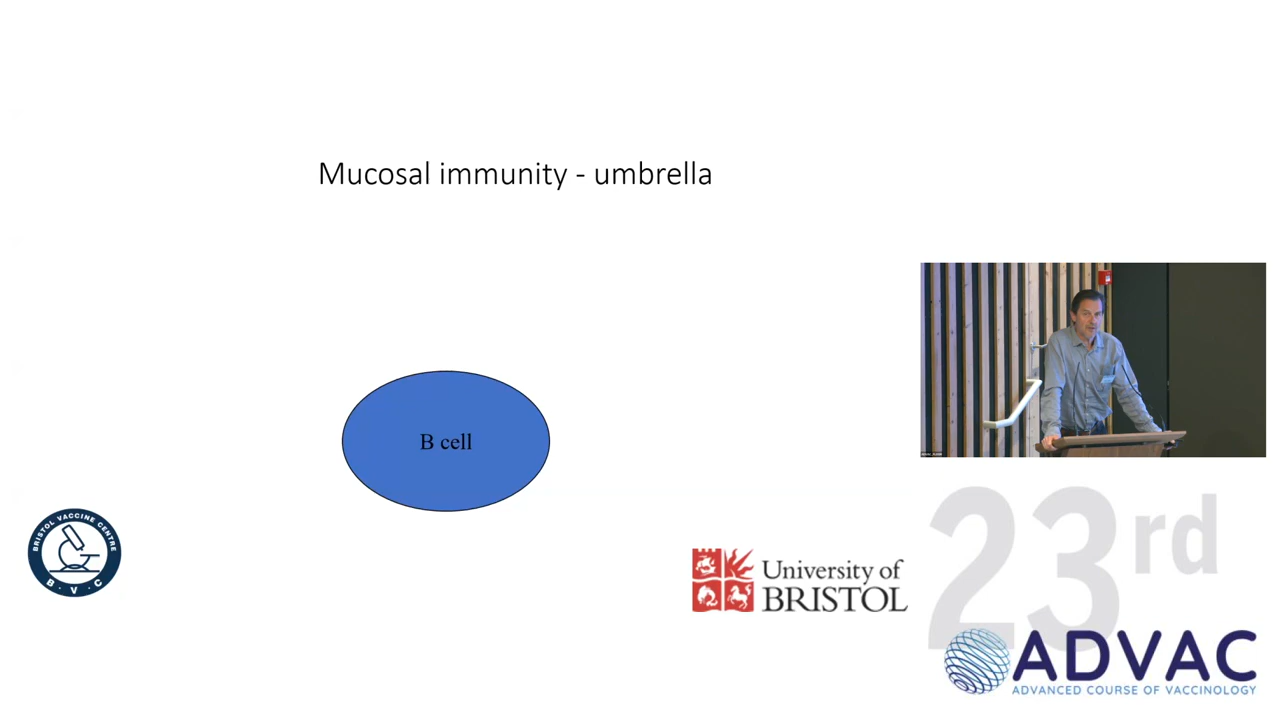 Mucosal immunity - umbrella
B cell
BRISTOL VACCINE CENTRE
B · V · C
University of
BRISTOL
23rd
ADVAC
ADVANCED COURSE OF VACCINOLOGY